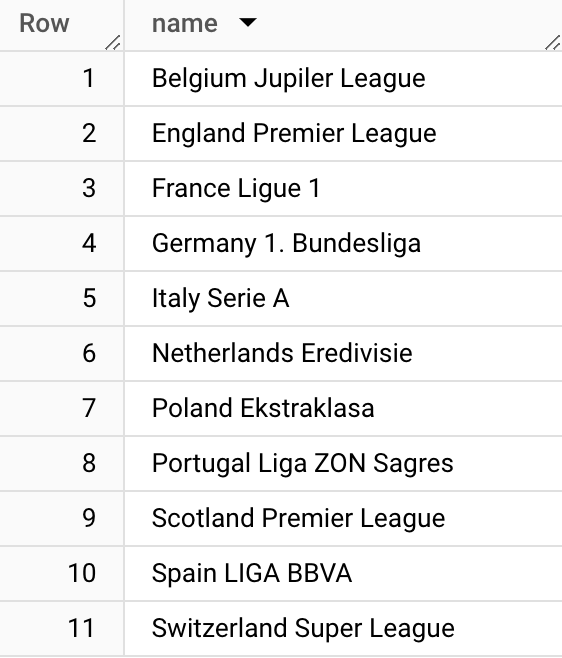 Row name
1 Belgium Jupiler League
2 England Premier League
3 France Ligue 1
4 Germany 1. Bundesliga
5 Italy Serie A
6 Netherlands Eredivisie
7 Poland Ekstraklasa
8 Portugal Liga ZON Sagres
9 Scotland Premier League
10 Spain LIGA BBVA
11 Switzerland Super League